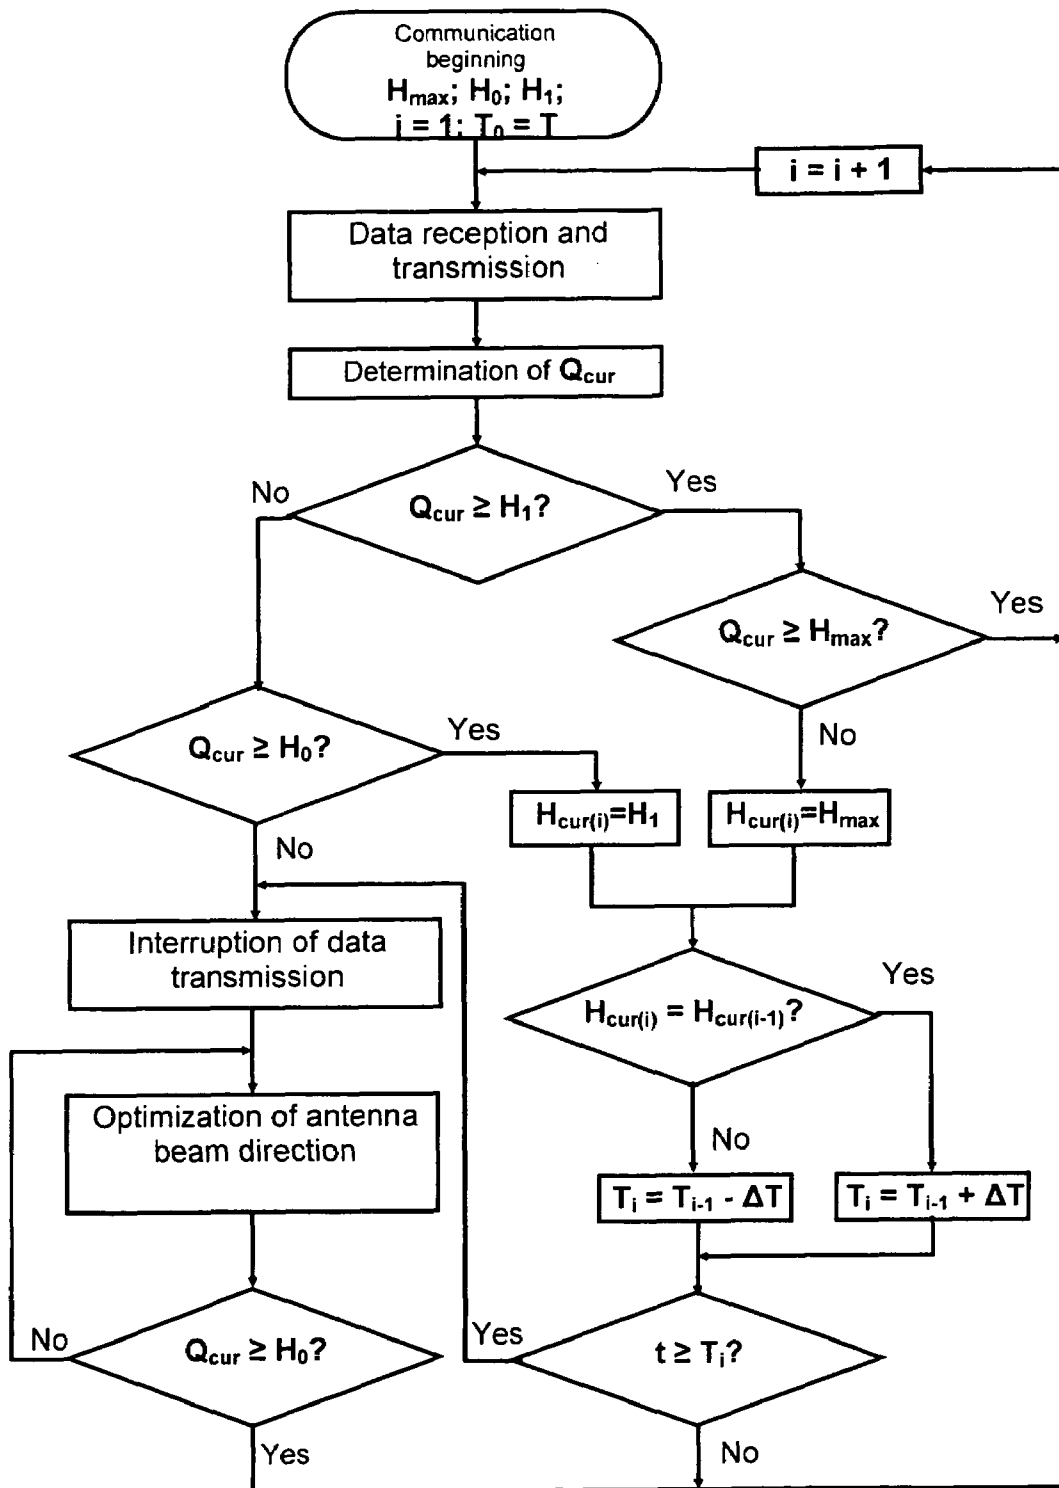 Communication
beginning
Hmax; H0; H1;
i = 1; T0 = T
i = i + 1
Data reception and
transmission
Determination of Qcur
No
Qcur ≥ H1?
Yes
Qcur ≥ Hmax?
Yes
No
Qcur ≥ H0?
Yes
No
Hcur(i)=H1
Hcur(i)=Hmax
Interruption of data
transmission
Hcur(i) = Hcur(i-1)?
Yes
No
Optimization of antenna
beam direction
Ti = Ti-1 - ΔT
Ti = Ti-1 + ΔT
No
Qcur ≥ H0?
Yes
Yes
t ≥ Ti?
No